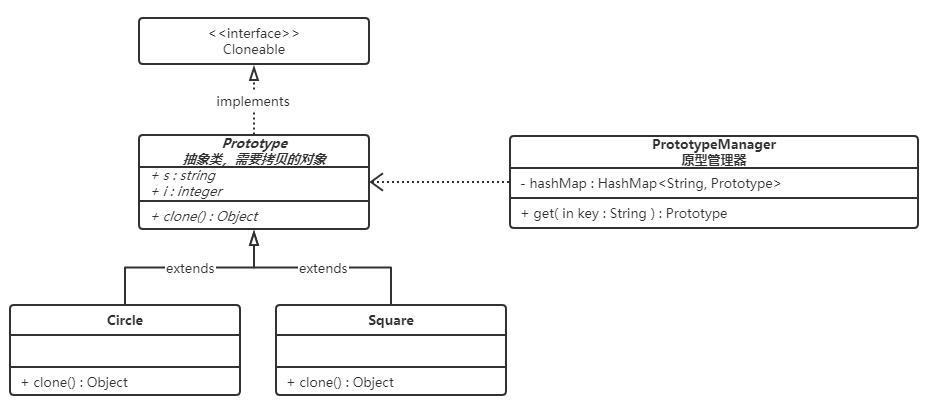 <<interface>>
Cloneable
implements
Prototype
抽象类，需要拷贝的对象
+ s : string
+ i : integer
+ clone() : Object
PrototypeManager
原型管理器
- hashMap : HashMap<String, Prototype>
+ get( in key : String ) : Prototype
extends
extends
Circle
+ clone() : Object
Square
+ clone() : Object